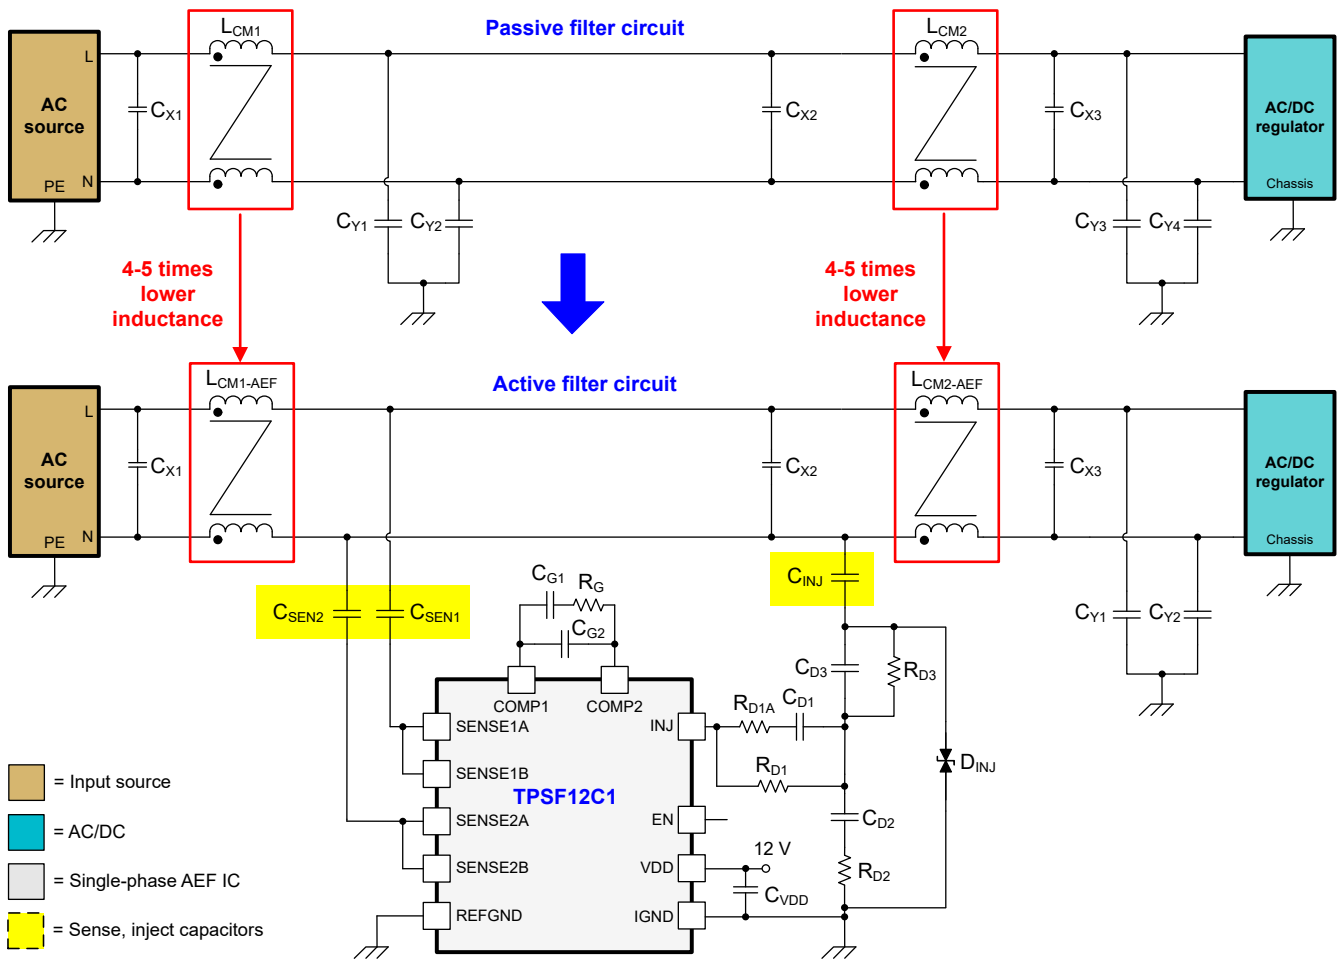 Passive filter circuit
LCM1
LCM2
AC
source
L
N
PE
CX1
CX2
CX3
CY1
CY2
CY3
CY4
AC/DC
regulator
Chassis
4-5 times
lower
inductance
4-5 times
lower
inductance
Active filter circuit
LCM1-AEF
LCM2-AEF
AC
source
L
N
PE
CX1
CX2
CX3
AC/DC
regulator
Chassis
CSEN2
CSEN1
CINJ
CG1
RG
CG2
CY1
CY2
CD3
RD3
RD1A
CD1
RD1
DINJ
CD2
RD2
COMP1
COMP2
SENSE1A
SENSE1B
SENSE2A
SENSE2B
REFGND
TPSF12C1
INJ
EN
VDD
IGND
12 V
CVDD
= Input source
= AC/DC
= Single-phase AEF IC
= Sense, inject capacitors